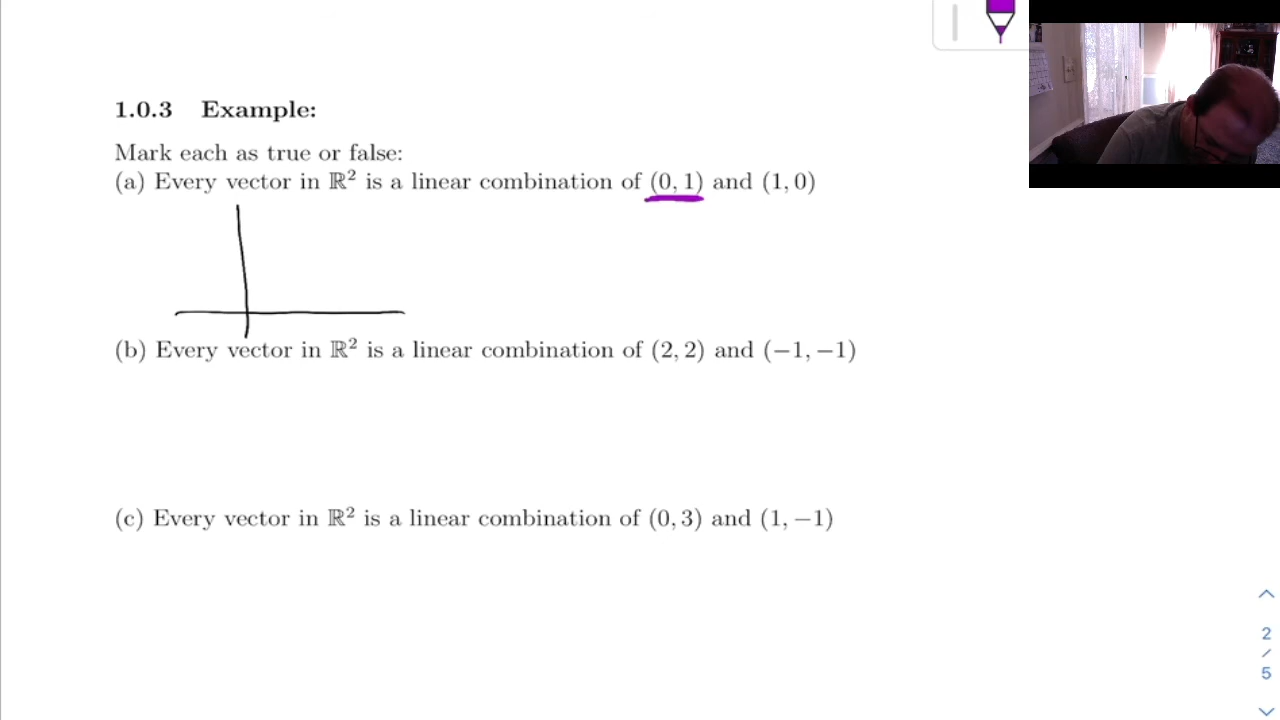 1.0.3 Example:
Mark each as true or false:
(a) Every vector in ℝ² is a linear combination of (0, 1) and (1, 0)
(b) Every vector in ℝ² is a linear combination of (2, 2) and (−1, −1)
(c) Every vector in ℝ² is a linear combination of (0, 3) and (1, −1)
2
/
5